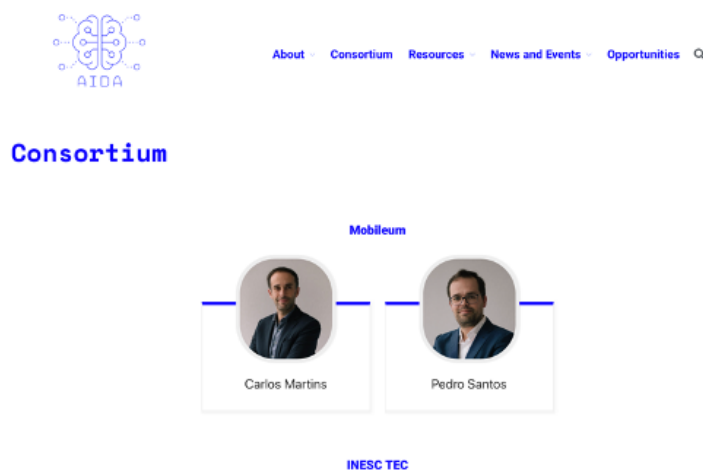 AIDA
About Consortium Resources News and Events Opportunities
Consortium
Mobileum
Carlos Martins Pedro Santos
INESC TEC